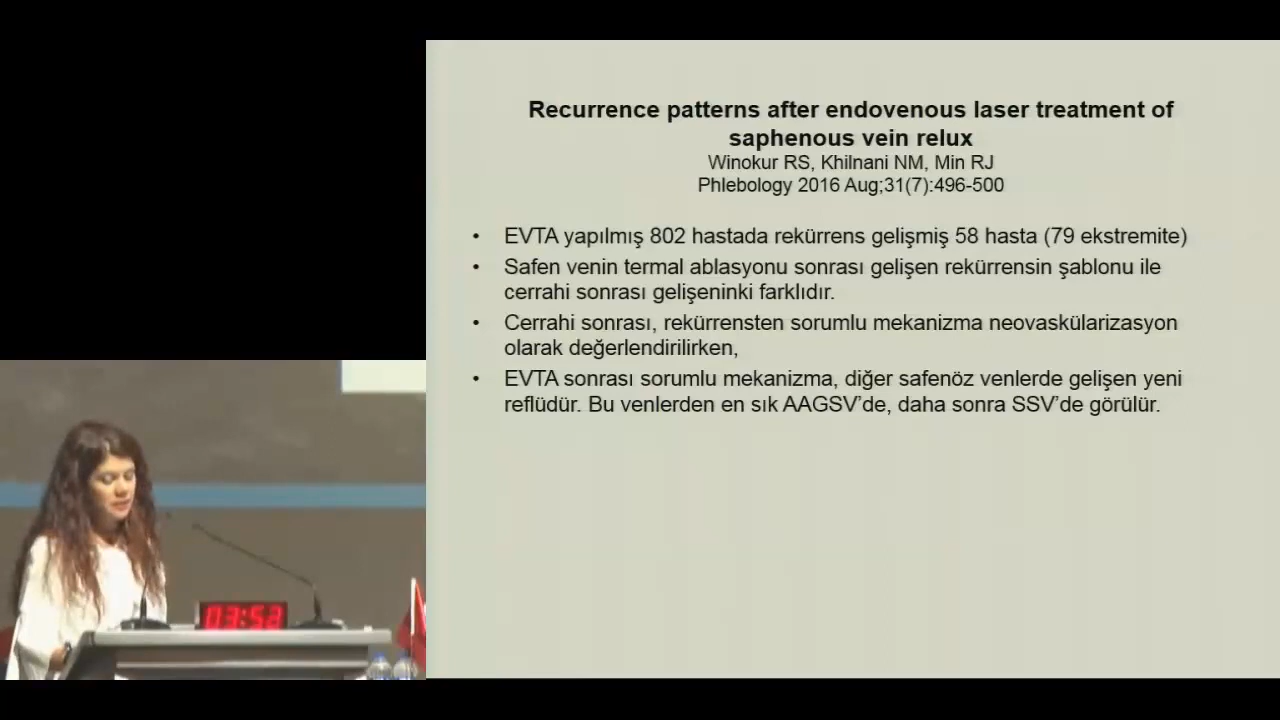 Recurrence patterns after endovenous laser treatment of
saphenous vein relux
Winokur RS, Khilnani NM, Min RJ
Phlebology 2016 Aug;31(7):496-500
• EVTA yapılmış 802 hastada rekürrens gelişmiş 58 hasta (79 ekstremite)
• Safen venin termal ablasyonu sonrası gelişen rekürrensin şablonu ile
cerrahi sonrası gelişeninki farklıdır.
• Cerrahi sonrası, rekürrensten sorumlu mekanizma neovaskülarizasyon
olarak değerlendirilirken,
• EVTA sonrası sorumlu mekanizma, diğer safenöz venlerde gelişen yeni
reflüdür. Bu venlerden en sık AAGSV’de, daha sonra SSV’de görülür.
03:52